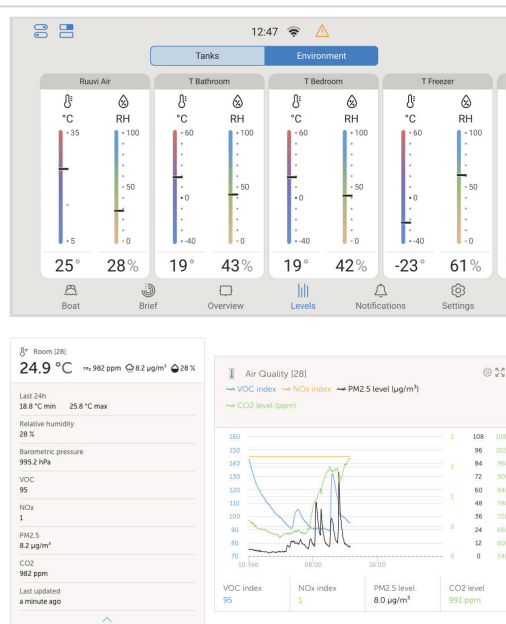 12:47
Tanks Environment
Ruuvi Air T Bathroom T Bedroom T Freezer
°C RH °C RH °C RH °C RH
35 100 60 100 60 100 60 100
50 50 50 50
0 0 0
5 0 -40 0 -40 0 -40 0
25° 28% 19° 43% 19° 42% -23° 61%
Boat Brief Overview Levels Notifications Settings
Room [28]
24.9 °C 982 ppm 8.2 µg/m³ 28 %
Last 24h
18.8 °C min 25.8 °C max
Relative humidity
28 %
Barometric pressure
995.2 hPa
VOC
95
NOx
1
PM2.5
8.2 µg/m³
CO2
982 ppm
Last updated
a minute ago
Air Quality [28]
VOC index NOx index PM2.5 level (µg/m³)
CO2 level (ppm)
160 1 108
150 96
140 1 84
130 72
120 60
110 1 48
100 36
90 0 24
80 12
70 0 0
10. Feb 08:00 16:00
VOC index NOx index PM2.5 level CO2 level
95 1 8.0 µg/m³ 991 ppm